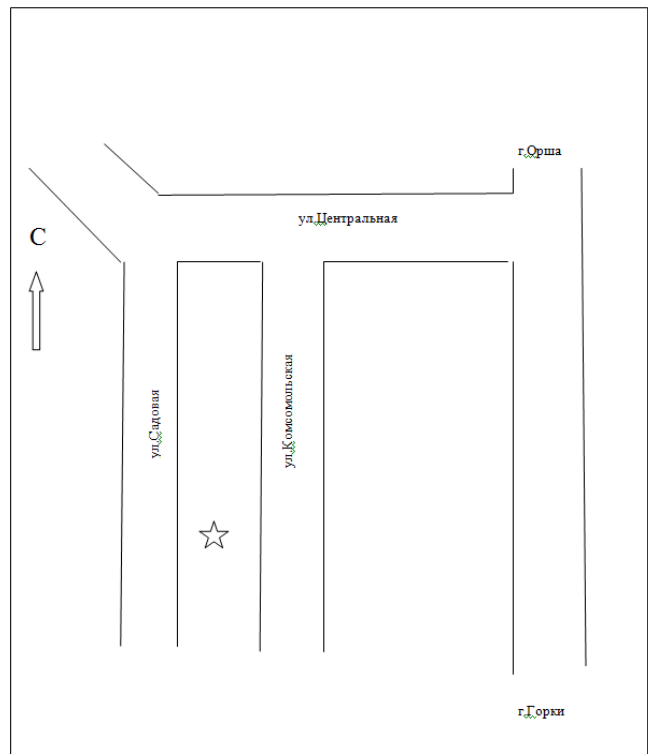 г.Орша
ул.Центральная
С
ул.Садовая
ул.Комсомольская
г.Горки